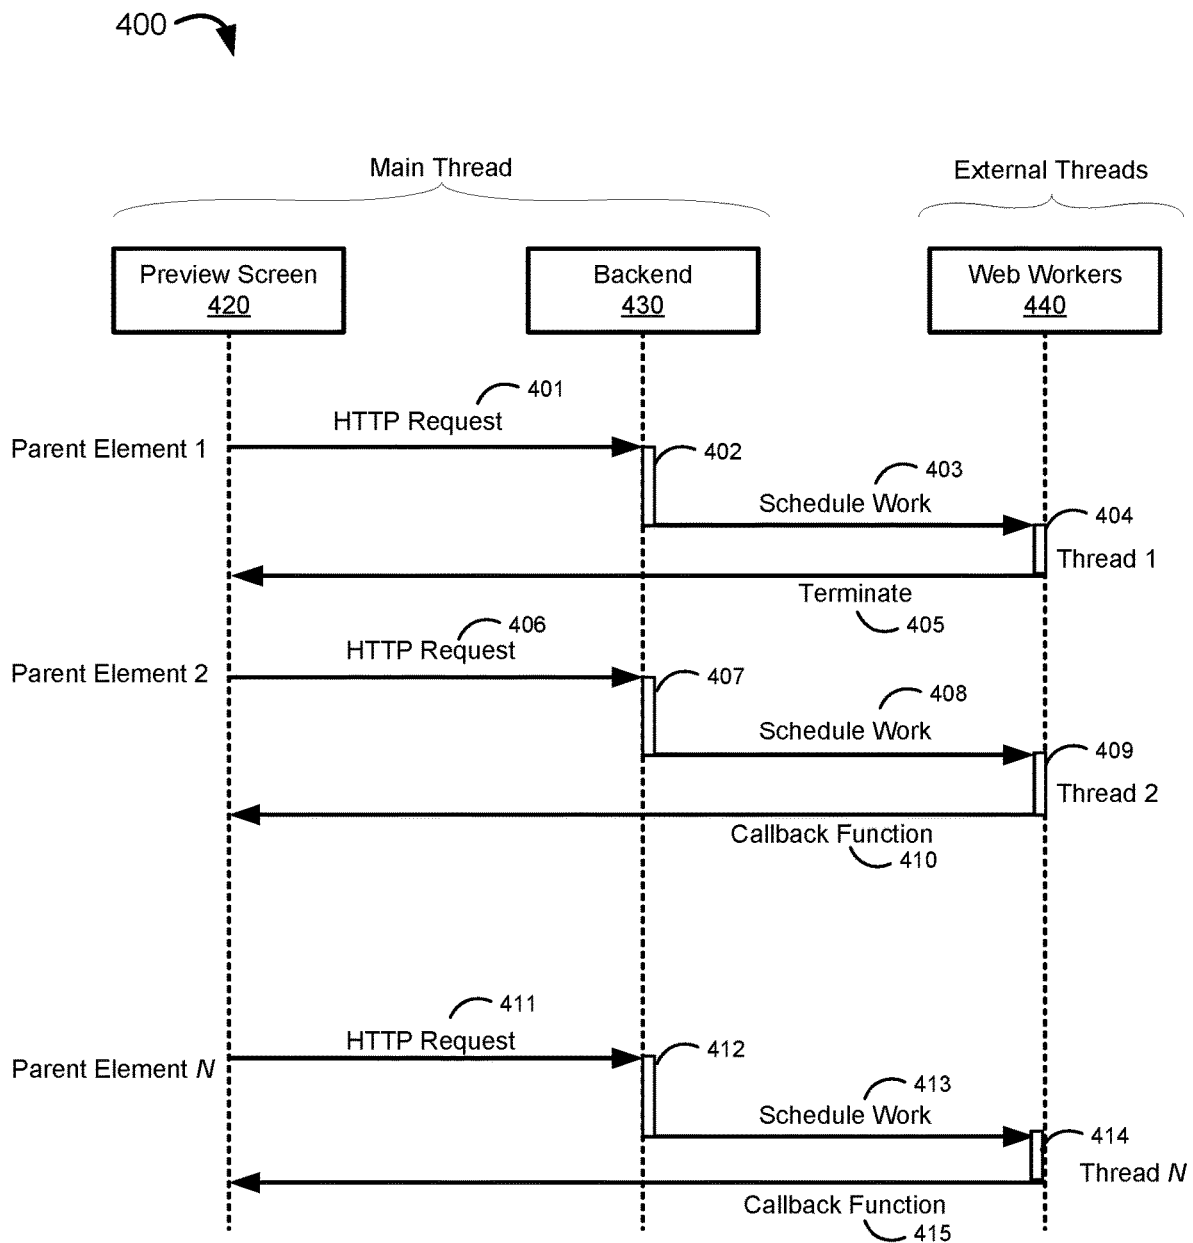 400
Main Thread
External Threads
Preview Screen
420
Backend
430
Web Workers
440
401
HTTP Request
Parent Element 1
402
403
Schedule Work
404
Thread 1
Terminate
405
406
HTTP Request
Parent Element 2
407
408
Schedule Work
409
Thread 2
Callback Function
410
411
HTTP Request
Parent Element N
412
413
Schedule Work
414
Thread N
Callback Function
415